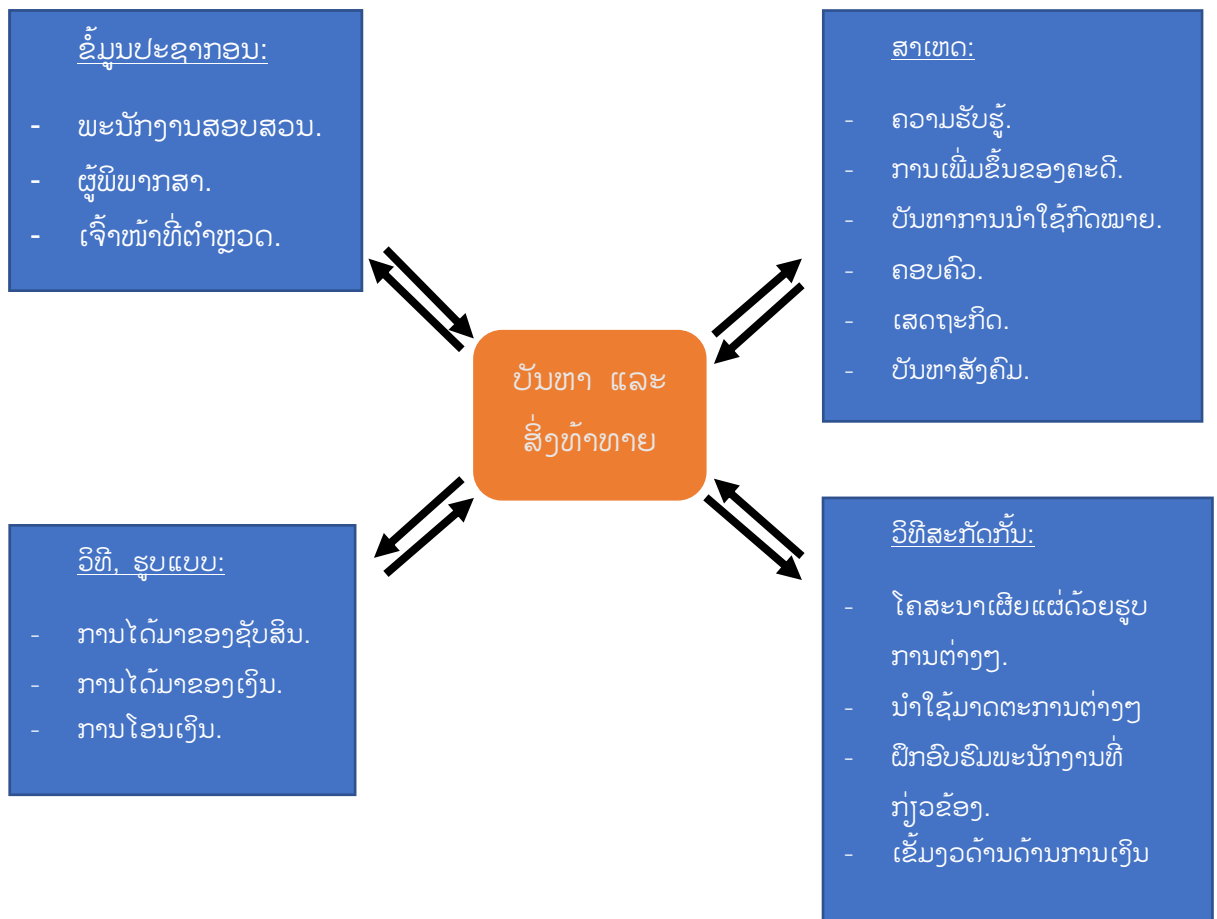 ຂໍ້ມູນປະຊາກອນ:
- ພະນັກງານສອບສວນ.
- ຜູ້ພິພາກສາ.
- ເຈົ້າໜ້າທີ່ຕຳຫຼວດ.
ສາເຫດ:
- ຄວາມຮັບຮູ້.
- ການເພີ່ມຂຶ້ນຂອງຄະດີ.
- ບັນຫາການນຳໃຊ້ກົດໝາຍ.
- ຄອບຄົວ.
- ເສດຖະກິດ.
- ບັນຫາສັງຄົມ.
ບັນຫາ ແລະ
ສິ່ງທ້າທາຍ
ວິທີ, ຮູບແບບ:
- ການໄດ້ມາຂອງຊັບສິນ.
- ການໄດ້ມາຂອງເງິນ.
- ການໂອນເງິນ.
ວິທີສະກັດກັ້ນ:
- ໂຄສະນາເຜີຍແຜ່ດ້ວຍຮູບ
ການຕ່າງໆ.
- ນຳໃຊ້ມາດຕະການຕ່າງໆ
- ຝຶກອົບຮົມພະນັກງານທີ່
ກ່ຽວຂ້ອງ.
- ເຂັ້ມງວດດ້ານດ້ານການເງິນ